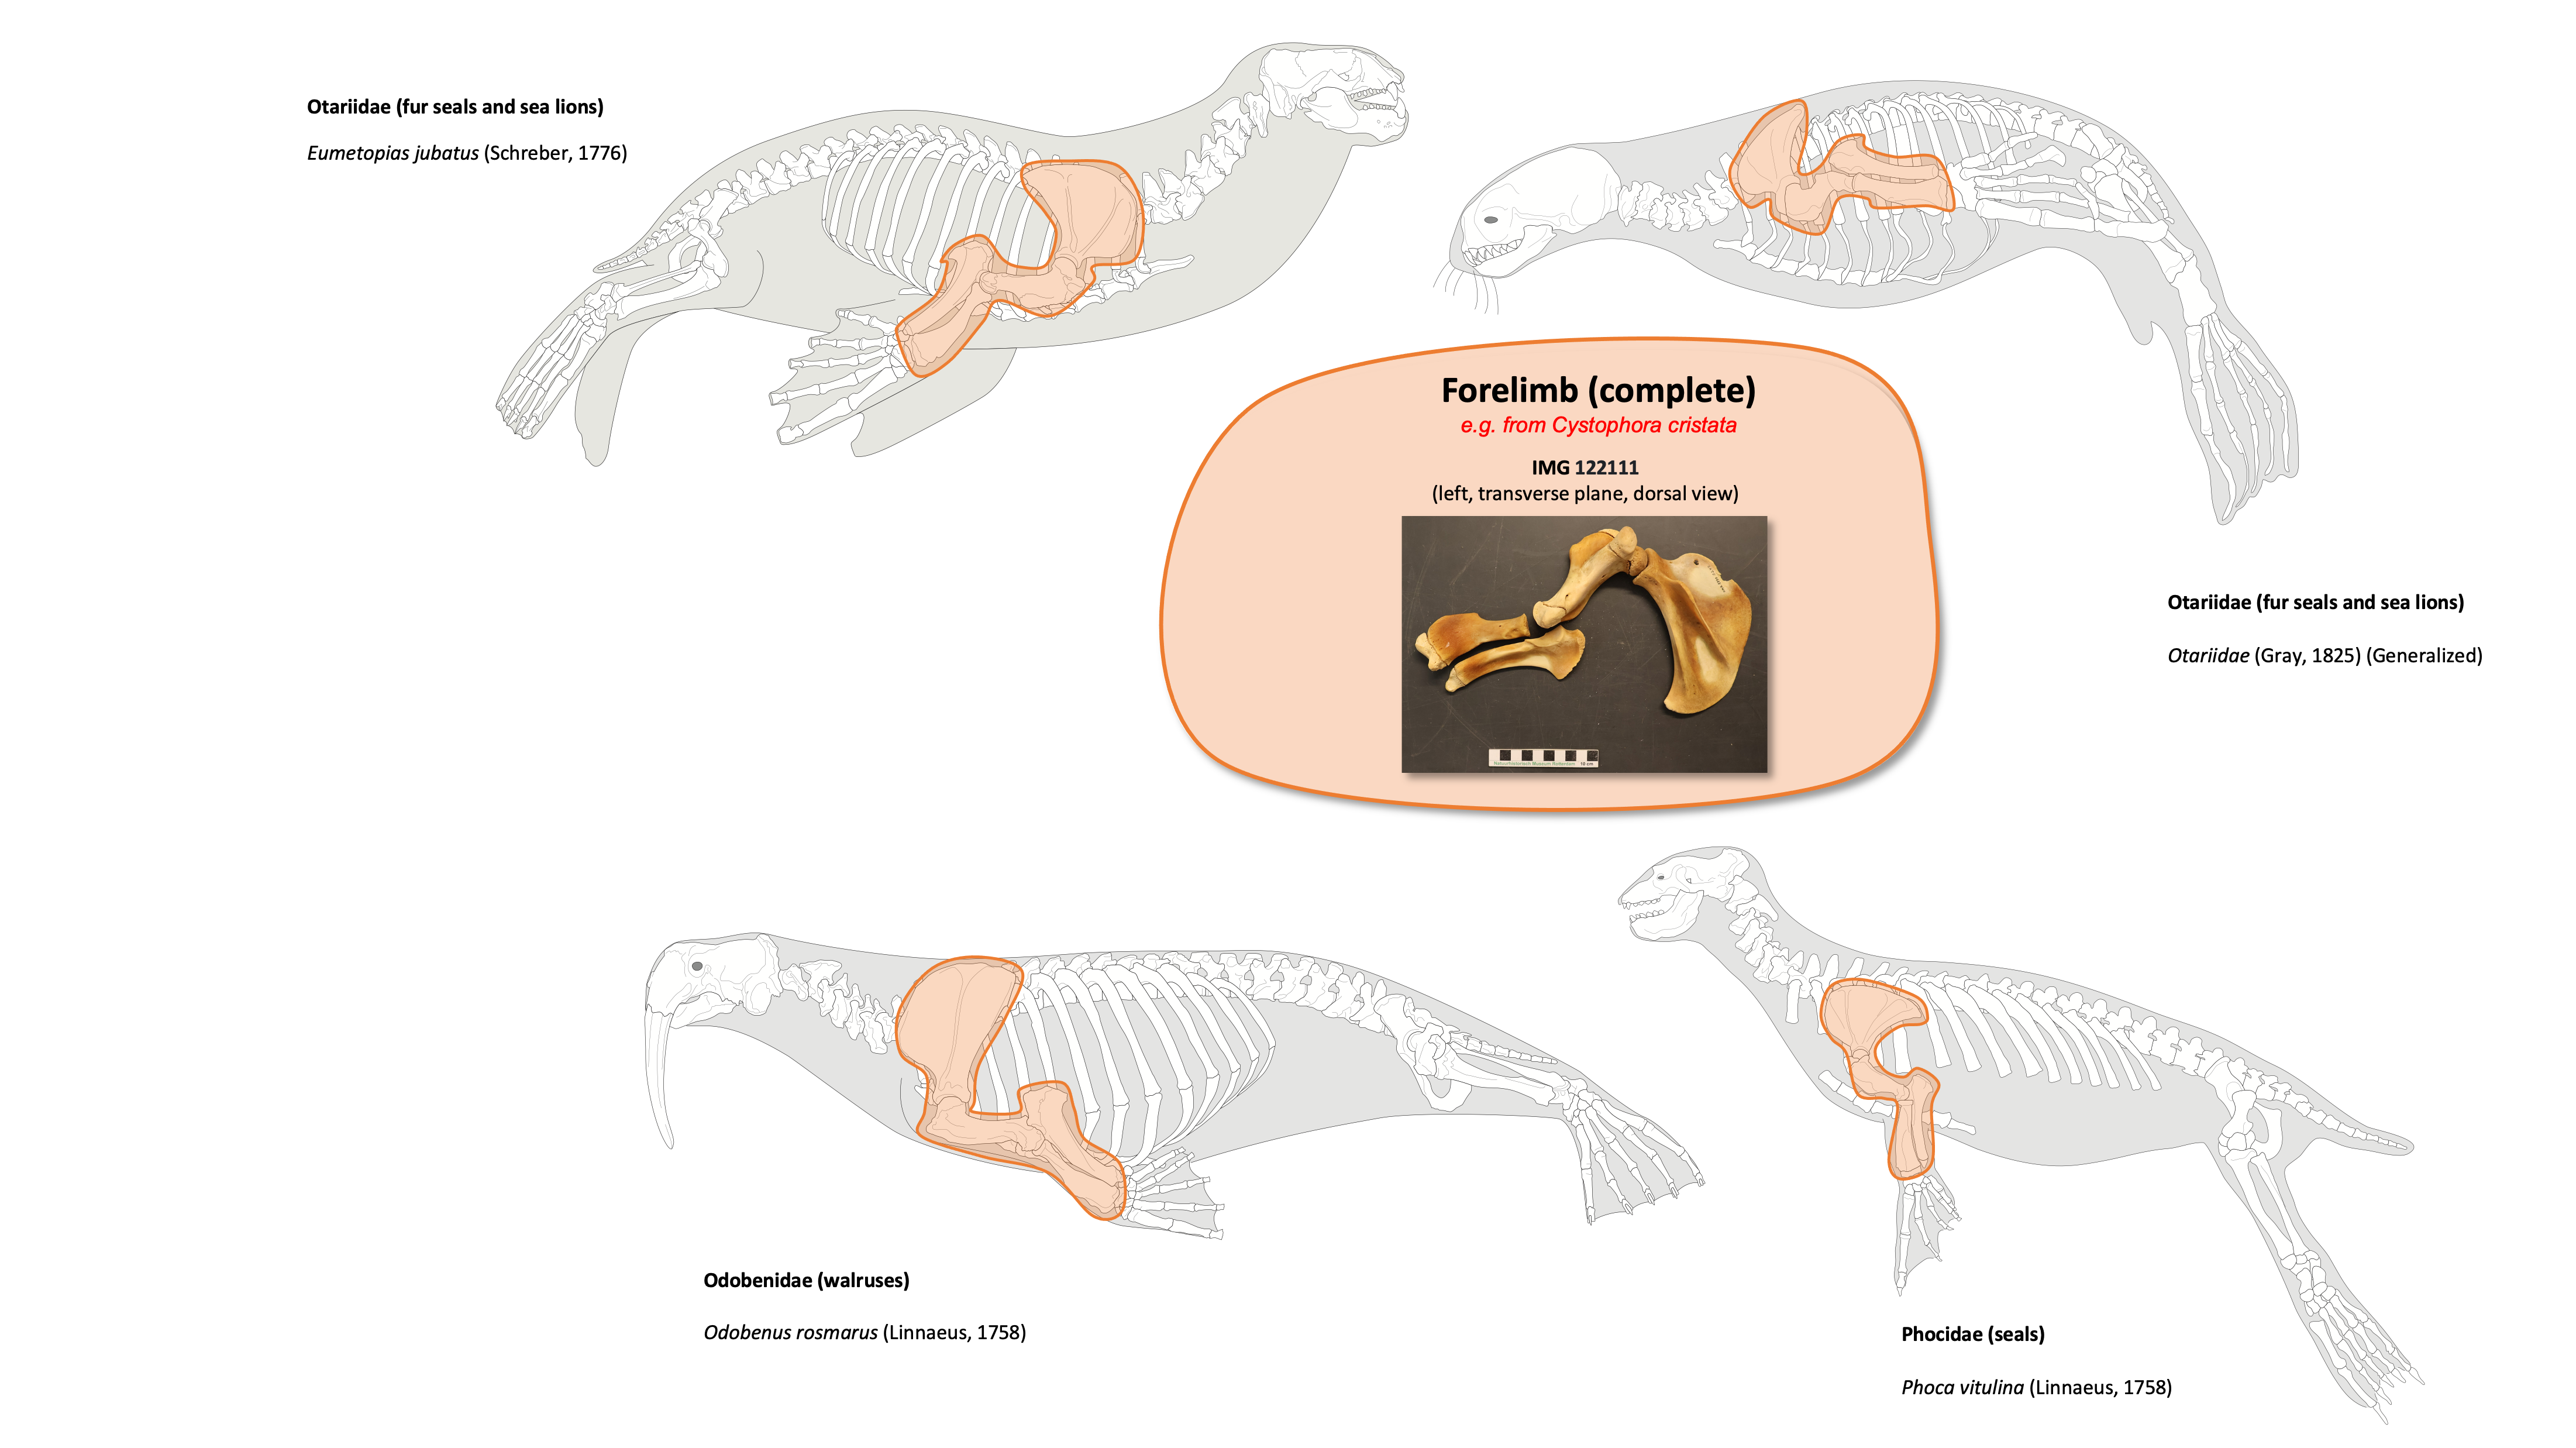 Otariidae (fur seals and sea lions)
Eumetopias jubatus (Schreber, 1776)
Forelimb (complete)
e.g. from Cystophora cristata
IMG 122111
(left, transverse plane, dorsal view)
10 cm
Otariidae (fur seals and sea lions)
Otariidae (Gray, 1825) (Generalized)
Odobenidae (walruses)
Odobenus rosmarus (Linnaeus, 1758)
Phocidae (seals)
Phoca vitulina (Linnaeus, 1758)